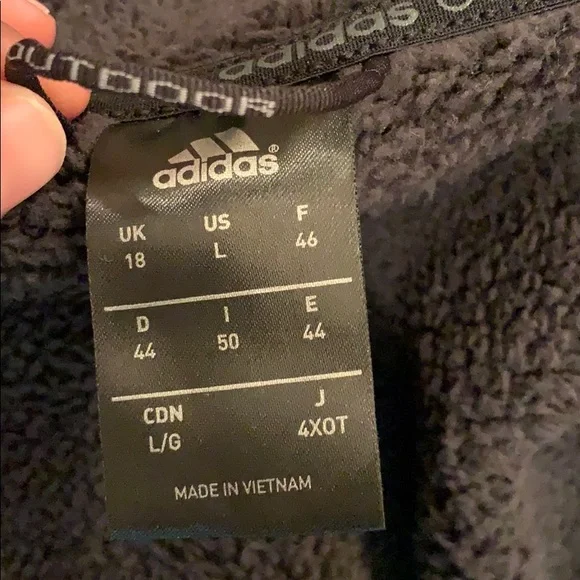 OUTDOOR
adidas O
adidas®
UK US F
18 L 46
D I E
44 50 44
CDN J
L/G 4XOT
MADE IN VIETNAM